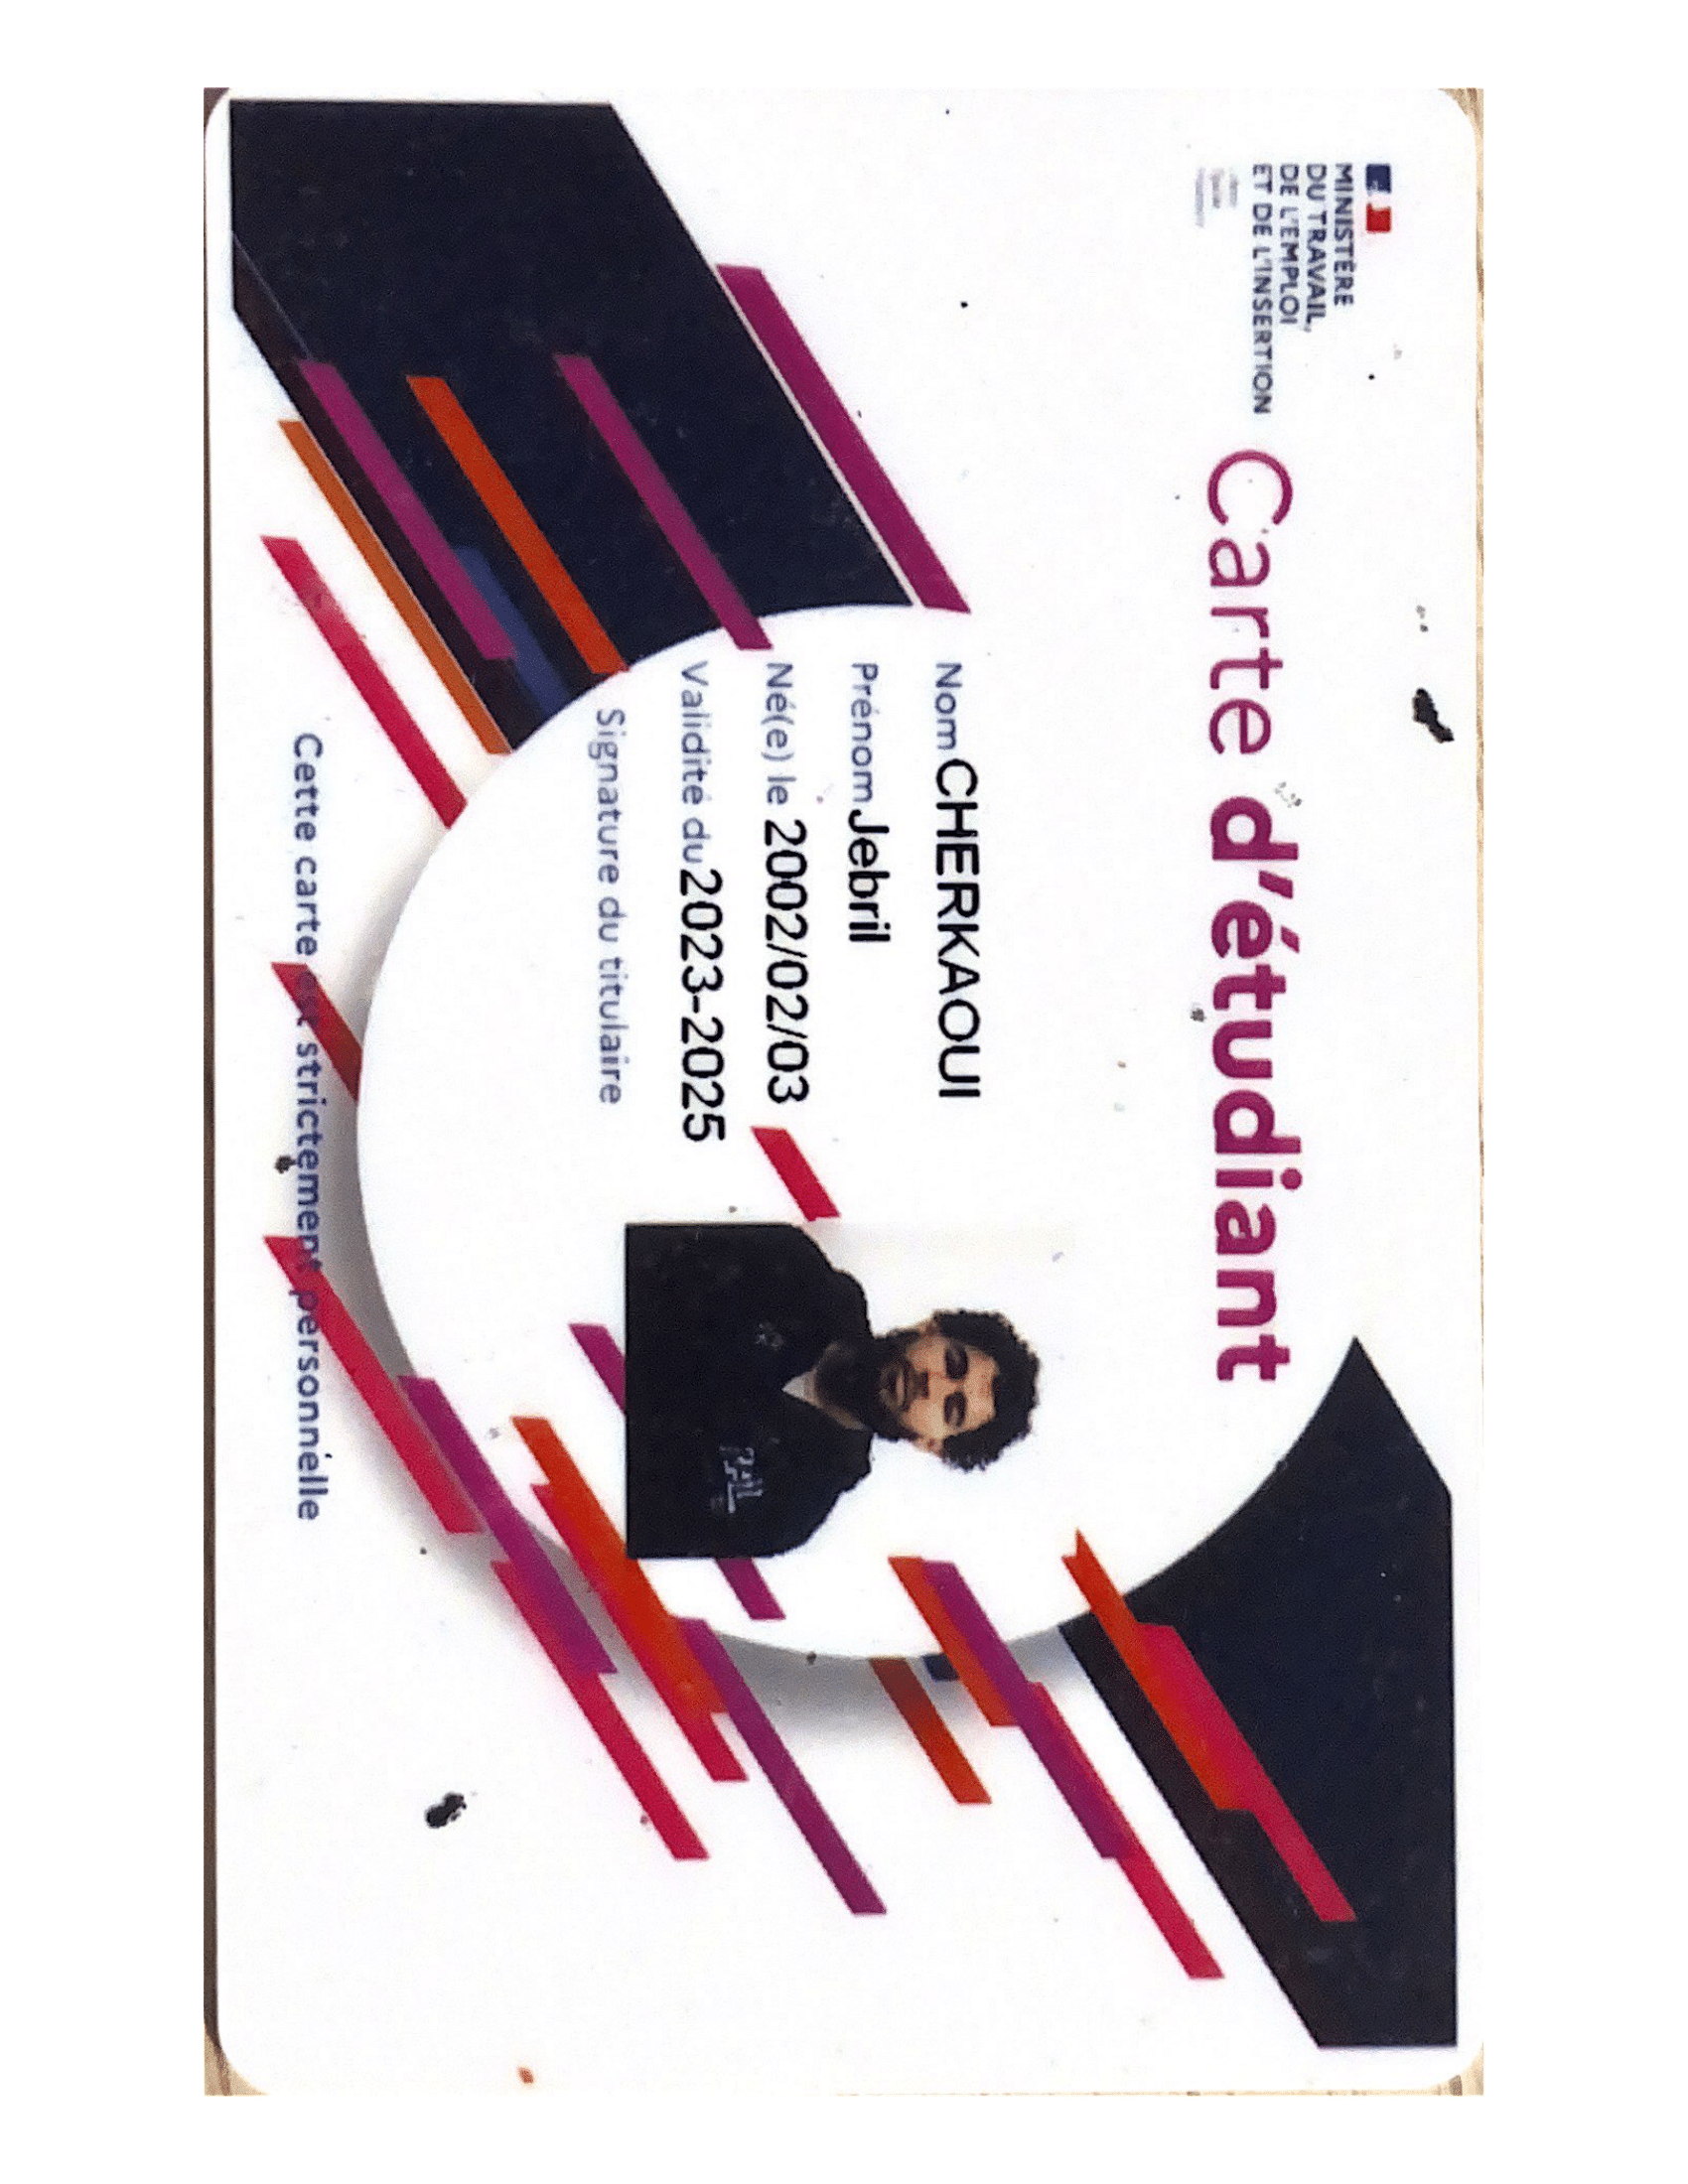 MINISTÈRE
DU TRAVAIL,
DE L'EMPLOI
ET DE L'INSERTION
Carte d'étudiant
Nom CHERKAOUI
Prénom Jebril
Né(e) le 2002/02/03
Validité du 2023-2025
Signature du titulaire
Cette carte est strictement personnelle